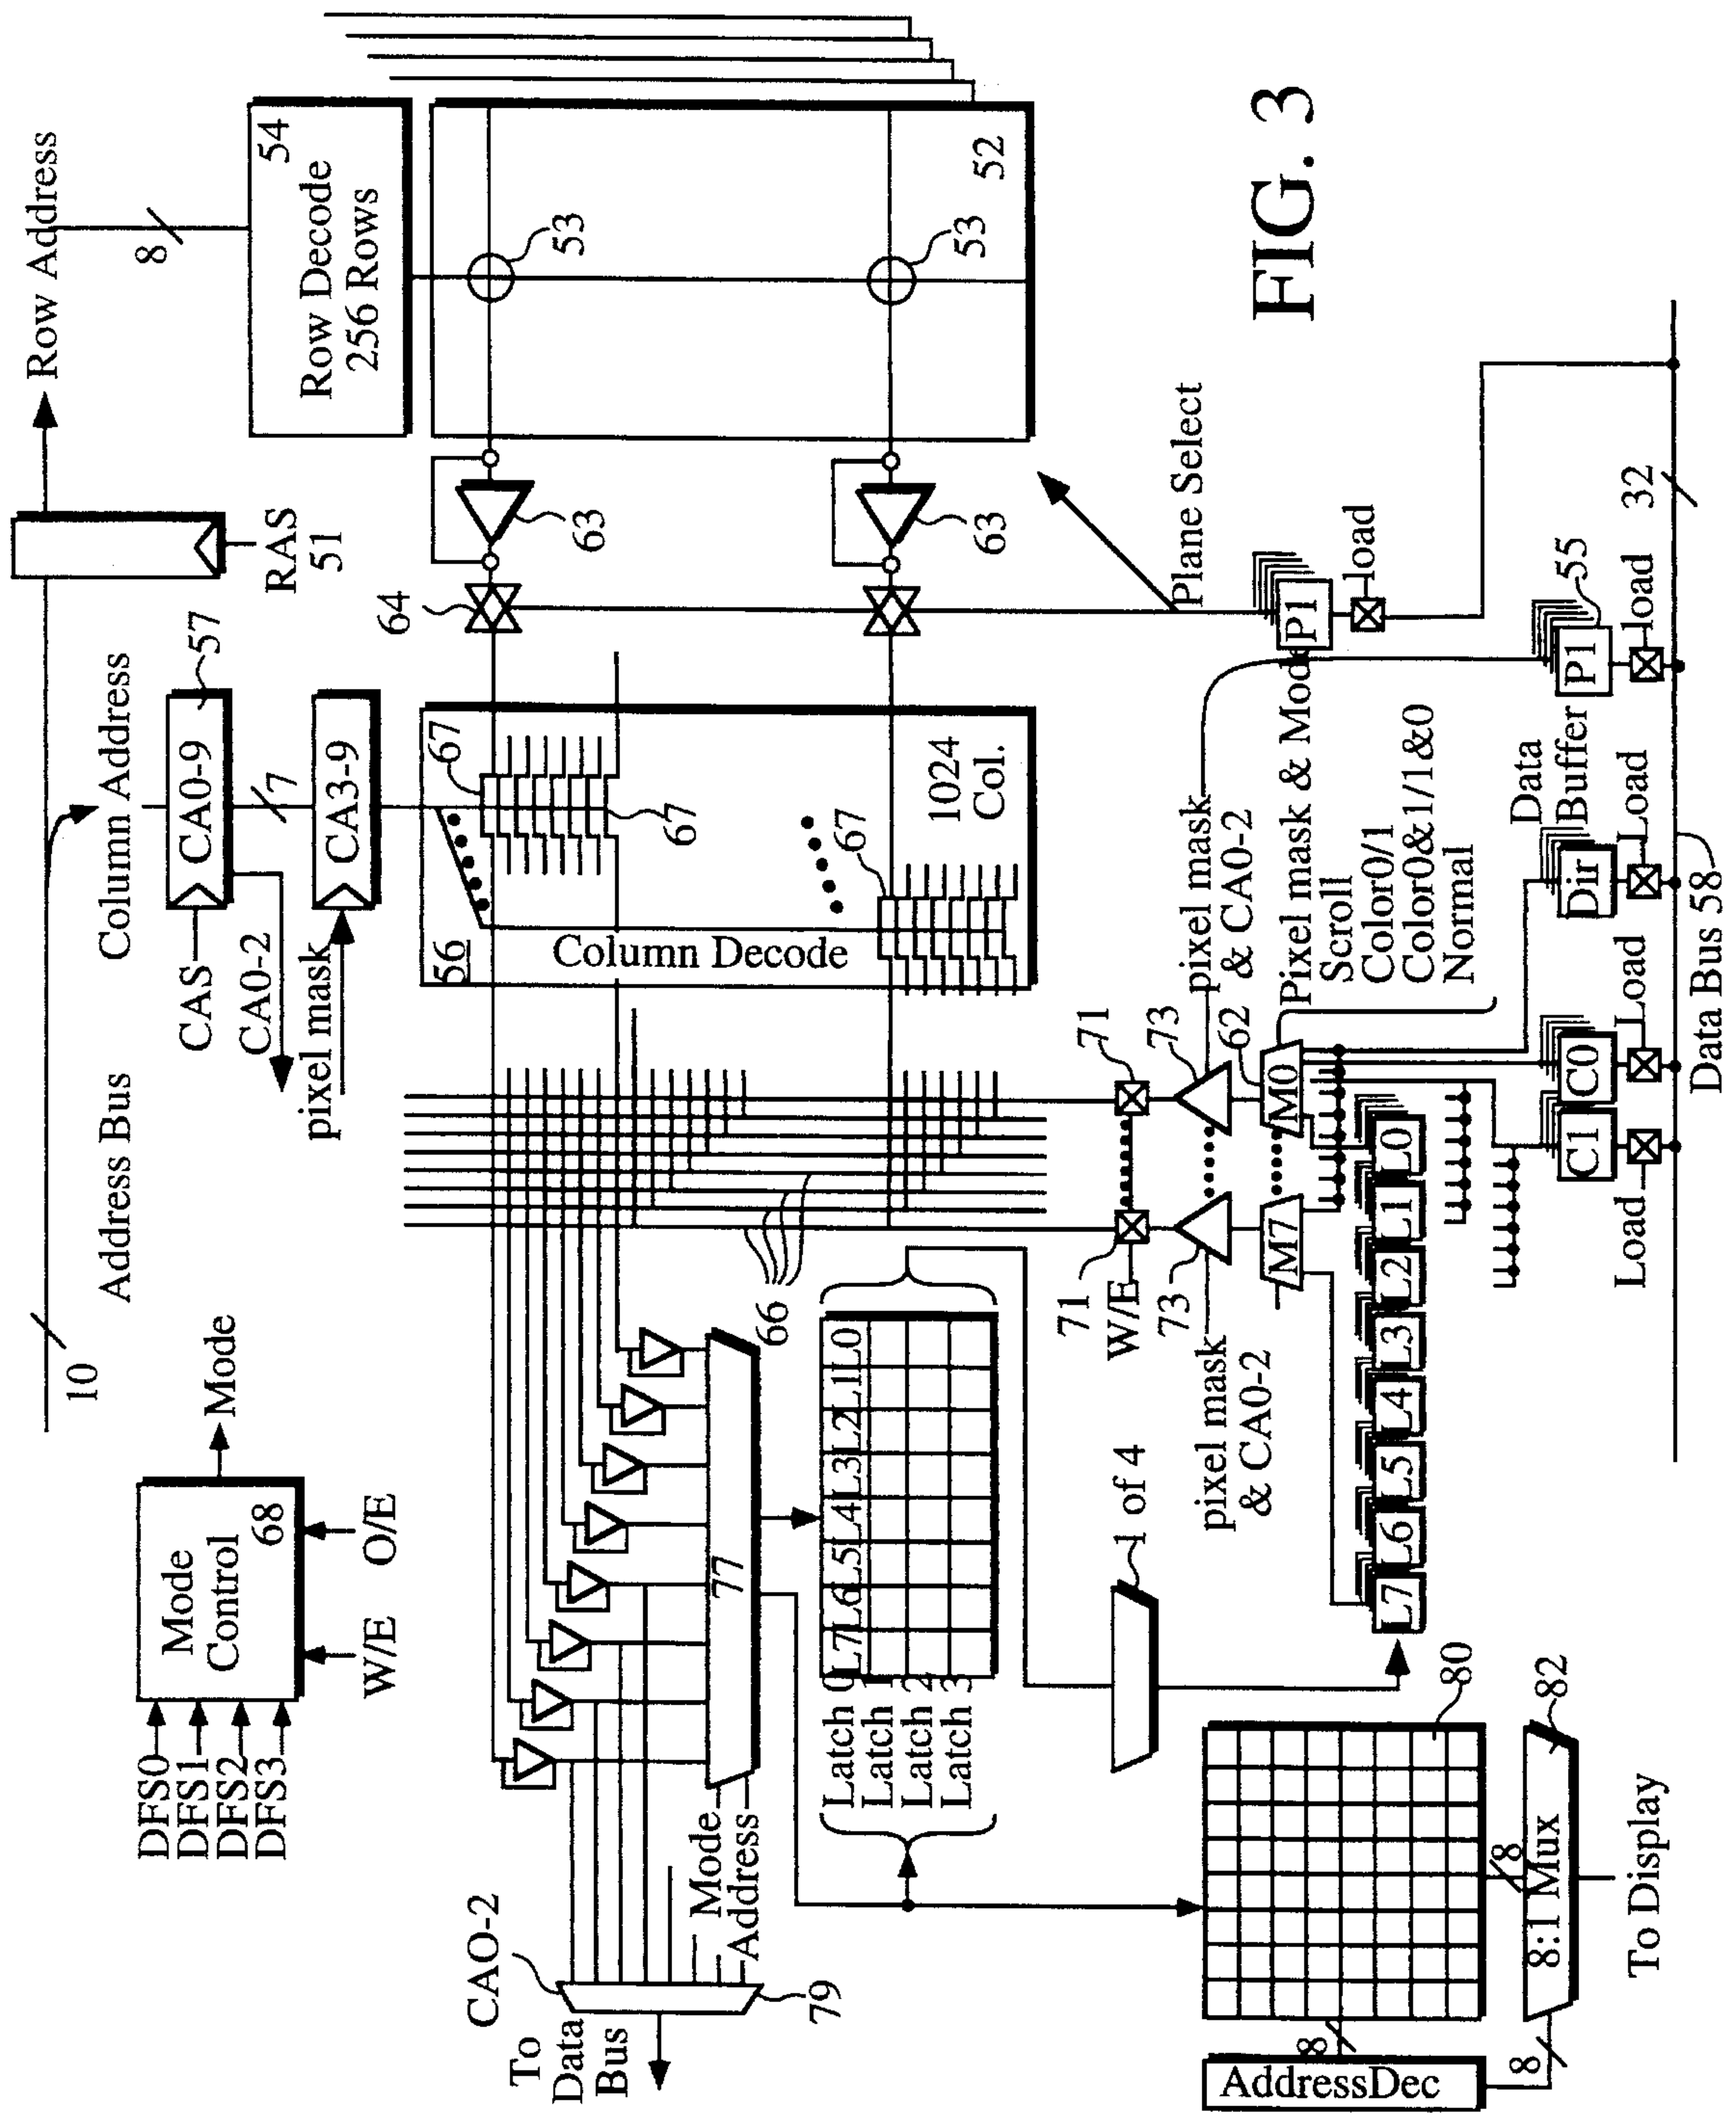 DFS0
DFS1
DFS2
DFS3
Mode
Control
68
Mode
W/E
O/E
10
Address Bus
Column Address
CAS
CA0-9
57
CA0-2
7
pixel mask
CA3-9
RAS
51
Row Address
8
54
Row Decode
256 Rows
53
53
52
63
63
64
67
67
67
1024
Col.
56
Column Decode
CAO-2
To
Data
Bus
79
Mode
Address
77
66
L7
L6
L5
L4
L3
L2
L1
L0
Latch 0
Latch 1
Latch 2
Latch 3
1 of 4
71
W/E
71
73
73
pixel mask
& CA0-2
pixel mask
& CA0-2
62
M7
M0
Pixel mask & Mode
Scroll
Color0/1
Color0&1/1&0
Normal
Plane Select
P1
load
L7
L6
L5
L4
L3
L2
L1
L0
C1
C0
Dir
P1
55
Data
Buffer
Load
Load
Load
load
32
Data Bus 58
80
8
AddressDec
8
8
8:1 Mux
82
To Display
FIG. 3